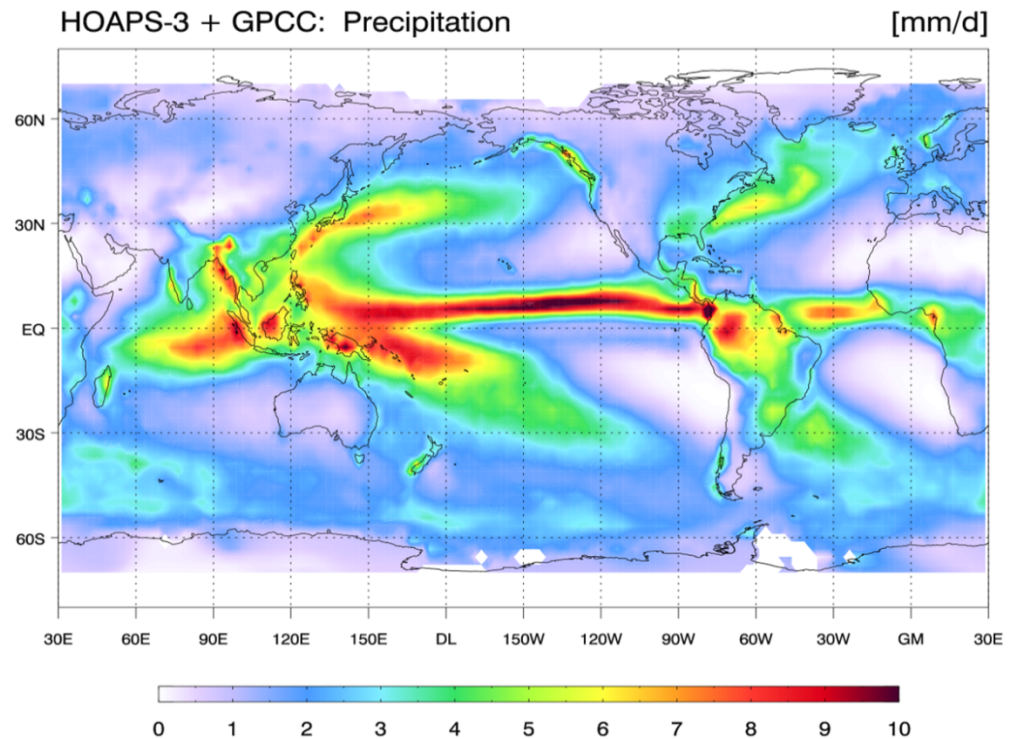 HOAPS-3 + GPCC: Precipitation [mm/d]
60N
30N
EQ
30S
60S
30E 60E 90E 120E 150E DL 150W 120W 90W 60W 30W GM 30E
0 1 2 3 4 5 6 7 8 9 10